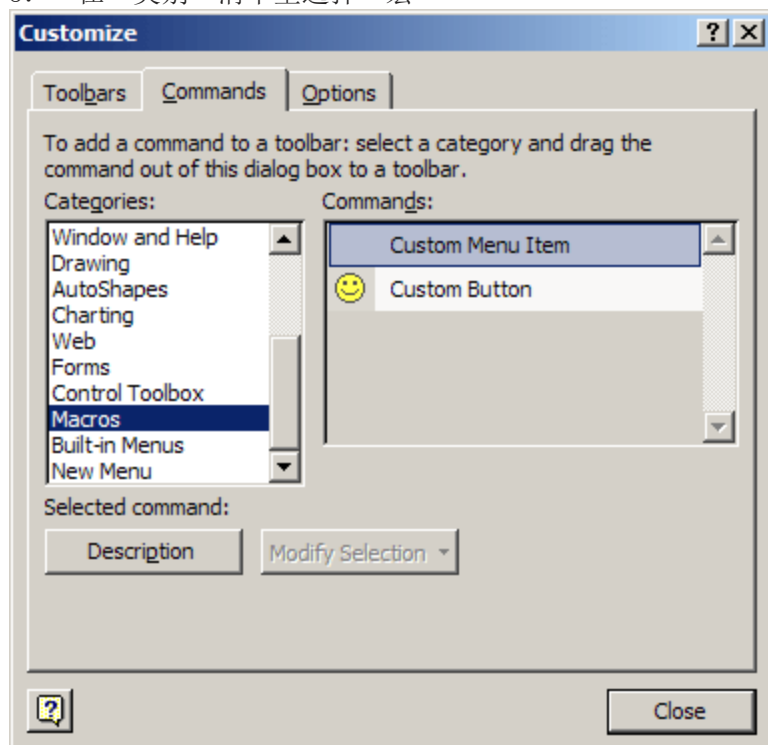 Customize
Toolbars Commands Options
To add a command to a toolbar: select a category and drag the
command out of this dialog box to a toolbar.
Categories: Commands:
Window and Help
Drawing
AutoShapes
Charting
Web
Forms
Control Toolbox
Macros
Built-in Menus
New Menu
Custom Menu Item
Custom Button
Selected command:
Description Modify Selection
Close